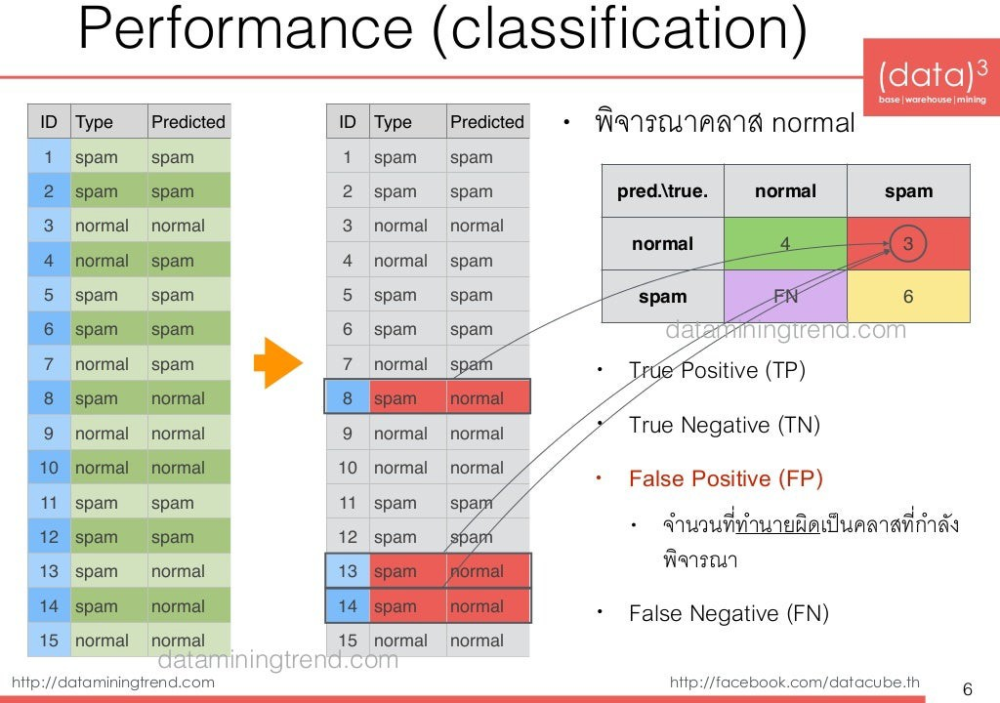 Performance (classification)
(data)3
base|warehouse|mining
ID Type Predicted
1 spam spam
2 spam spam
3 normal normal
4 normal spam
5 spam spam
6 spam spam
7 normal spam
8 spam normal
9 normal normal
10 normal normal
11 spam spam
12 spam spam
13 spam normal
14 spam normal
15 normal normal
ID Type Predicted
1 spam spam
2 spam spam
3 normal normal
4 normal spam
5 spam spam
6 spam spam
7 normal spam
8 spam normal
9 normal normal
10 normal normal
11 spam spam
12 spam spam
13 spam normal
14 spam normal
15 normal normal
• พิจารณาคลาส normal
pred.\true. normal spam
normal 4 3
spam FN 6
dataminingtrend.com
• True Positive (TP)
• True Negative (TN)
• False Positive (FP)
• จำนวนที่ทำนายผิดเป็นคลาสที่กำลัง
พิจารณา
• False Negative (FN)
dataminingtrend.com
http://dataminingtrend.com
http://facebook.com/datacube.th
6